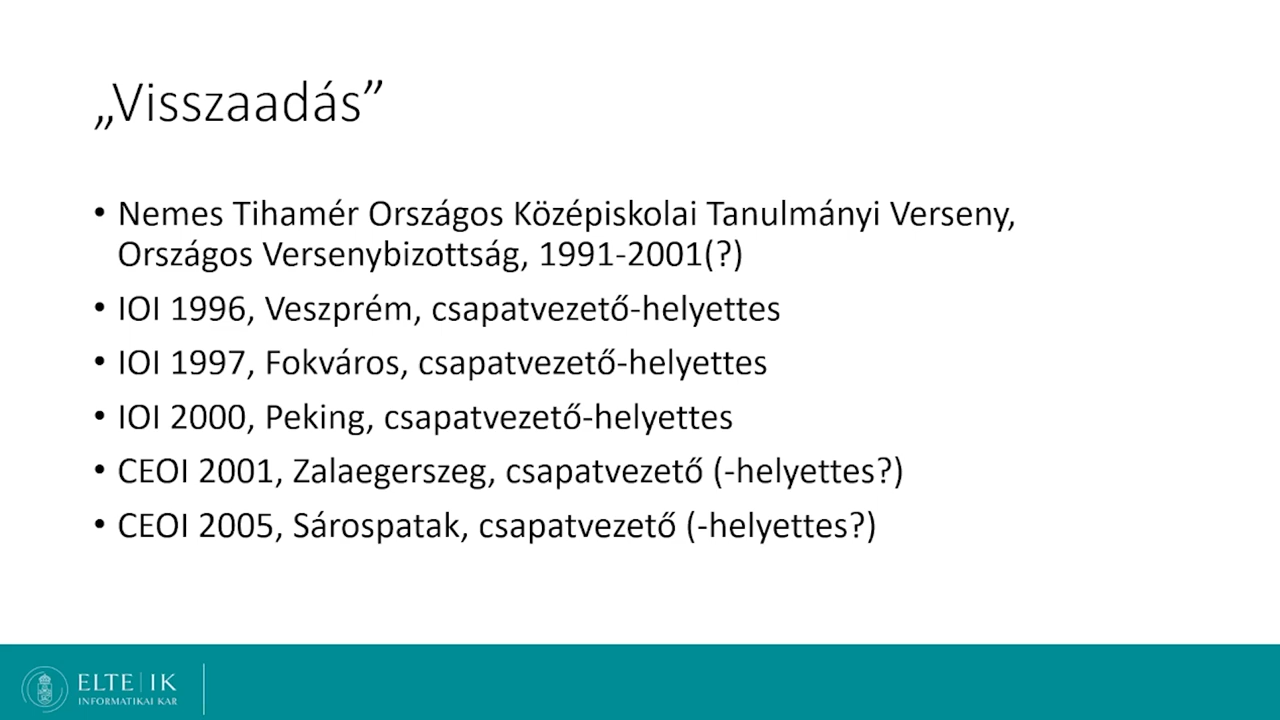 „Visszaadás”
• Nemes Tihamér Országos Középiskolai Tanulmányi Verseny,
Országos Versenybizottság, 1991-2001(?)
• IOI 1996, Veszprém, csapatvezető-helyettes
• IOI 1997, Fokváros, csapatvezető-helyettes
• IOI 2000, Peking, csapatvezető-helyettes
• CEOI 2001, Zalaegerszeg, csapatvezető (-helyettes?)
• CEOI 2005, Sárospatak, csapatvezető (-helyettes?)
ELTE | IK
INFORMATIKAI KAR